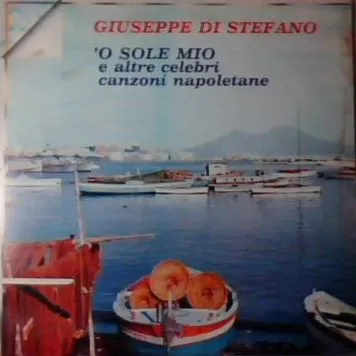 GIUSEPPE DI STEFANO
'O SOLE MIO
e altre celebri
canzoni napoletane